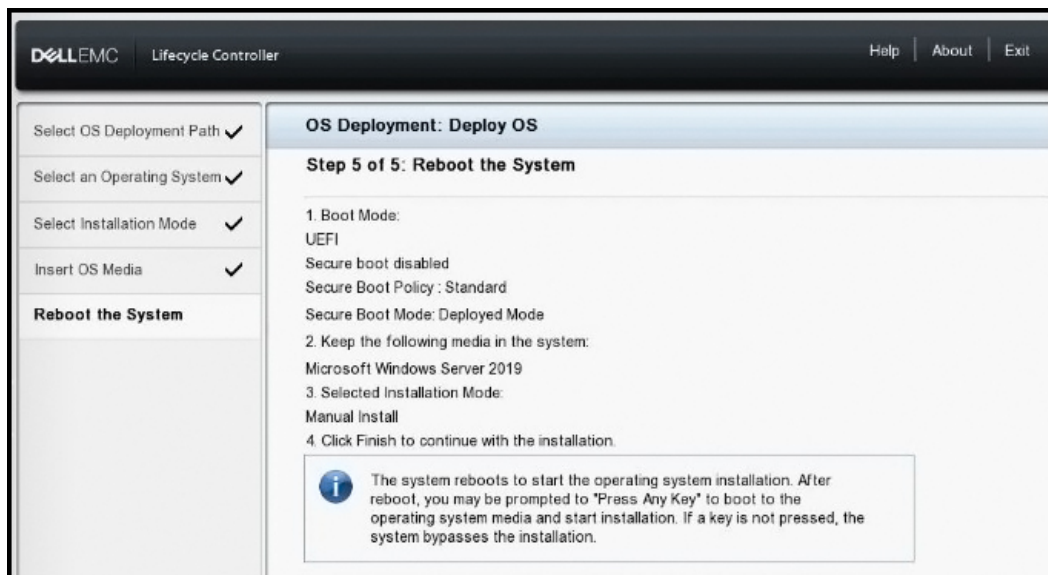 DELLEMC Lifecycle Controller Help About Exit
Select OS Deployment Path
Select an Operating System
Select Installation Mode
Insert OS Media
Reboot the System
OS Deployment: Deploy OS
Step 5 of 5: Reboot the System
1. Boot Mode:
UEFI
Secure boot disabled
Secure Boot Policy : Standard
Secure Boot Mode: Deployed Mode
2. Keep the following media in the system:
Microsoft Windows Server 2019
3. Selected Installation Mode:
Manual Install
4. Click Finish to continue with the installation.
The system reboots to start the operating system installation. After
reboot, you may be prompted to "Press Any Key" to boot to the
operating system media and start installation. If a key is not pressed, the
system bypasses the installation.